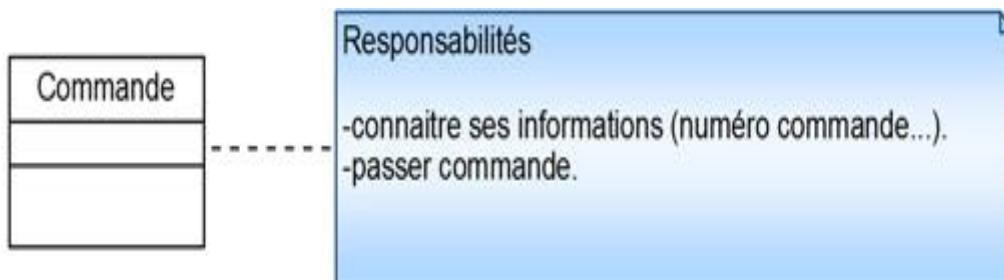 Commande
Responsabilités
-connaitre ses informations (numéro commande...).
-passer commande.